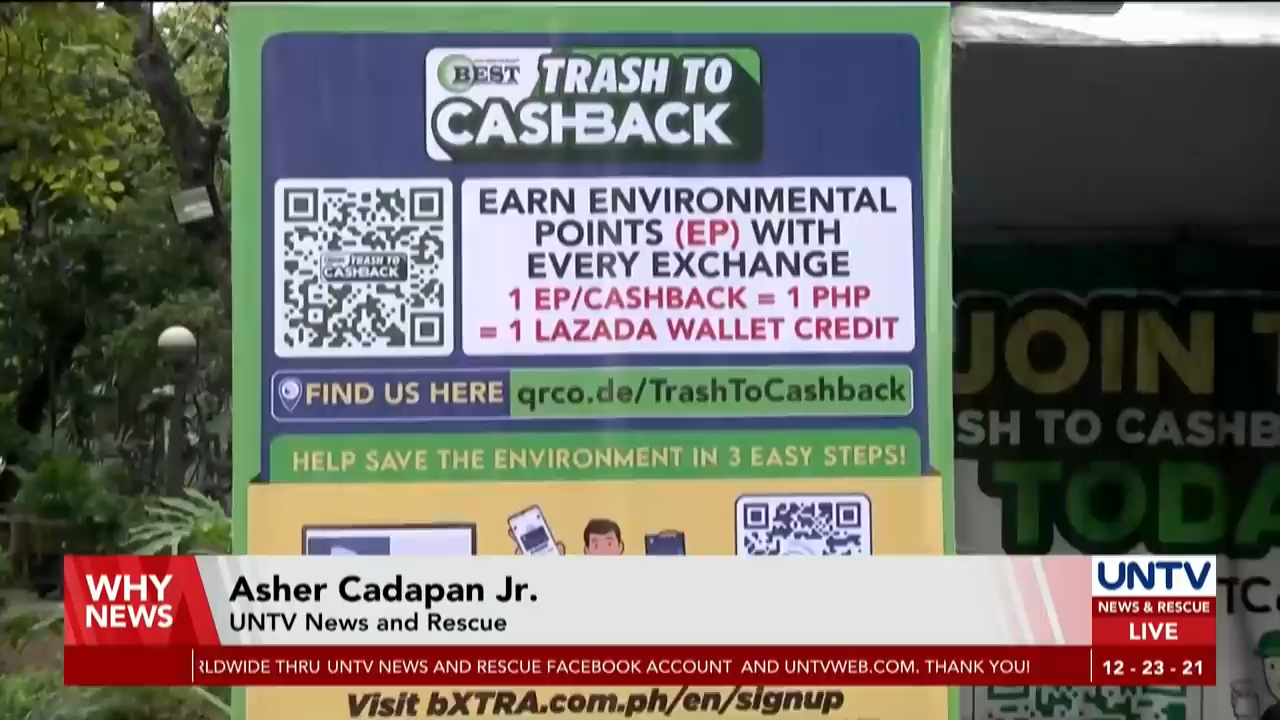 BEST TRASH TO
CASHBACK
TRASH TO
CASHBACK
EARN ENVIRONMENTAL
POINTS (EP) WITH
EVERY EXCHANGE
1 EP/CASHBACK = 1 PHP
= 1 LAZADA WALLET CREDIT
FIND US HERE qrco.de/TrashToCashback
HELP SAVE THE ENVIRONMENT IN 3 EASY STEPS!
JOIN T
SH TO CASHB
TODA
WHY
NEWS
Asher Cadapan Jr.
UNTV News and Rescue
UNTV
NEWS & RESCUE
LIVE
RLDWIDE THRU UNTV NEWS AND RESCUE FACEBOOK ACCOUNT AND UNTVWEB.COM. THANK YOU!
12 - 23 - 21
Visit bXTRA.com.ph/en/signup